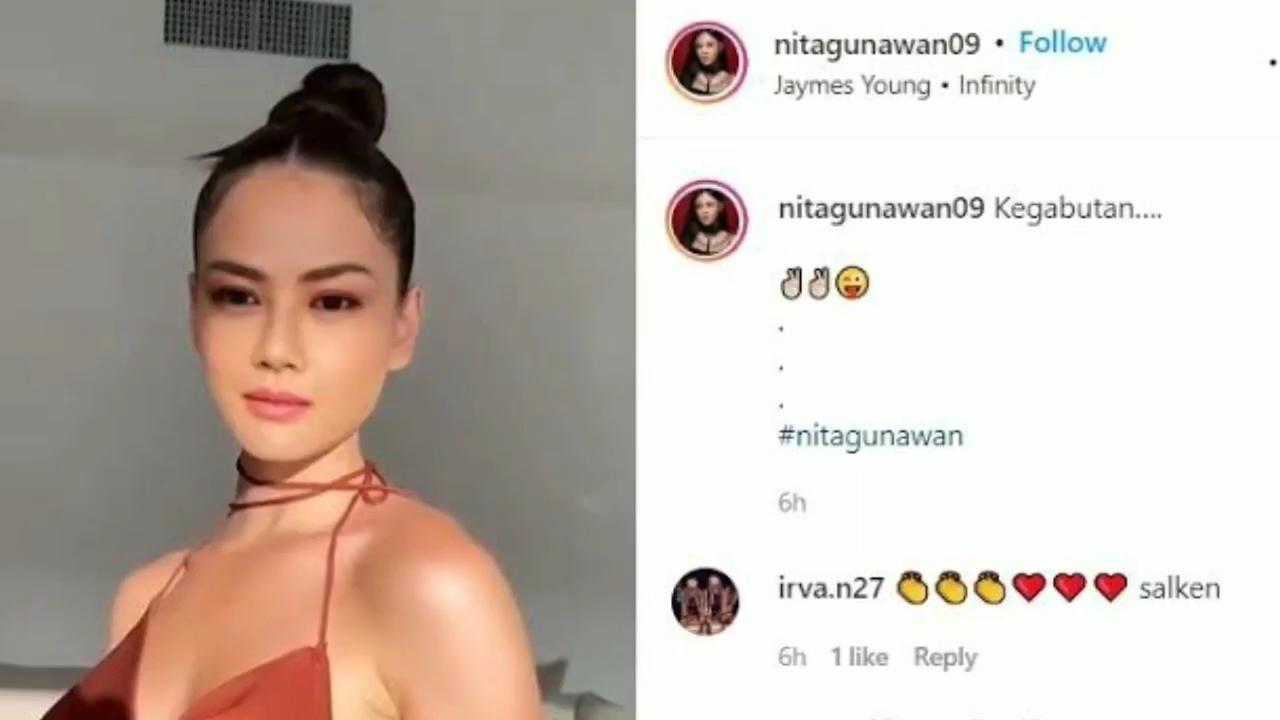 nitagunawan09 • Follow
Jaymes Young • Infinity
nitagunawan09 Kegabutan....
✌🏻✌🏻😜
.
.
.
#nitagunawan
6h
irva.n27 👏👏👏❤️❤️❤️ salken
6h 1 like Reply